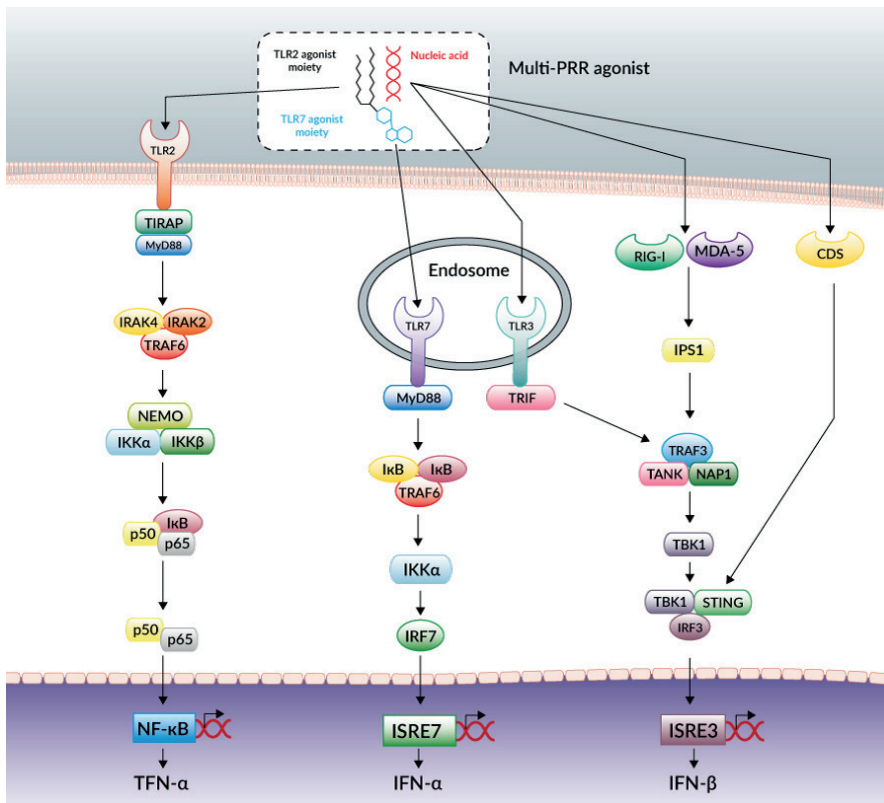 TLR2 agonist
moiety
Nucleic acid
TLR7 agonist
moiety
Multi-PRR agonist
TLR2
TIRAP
MyD88
IRAK4
IRAK2
TRAF6
NEMO
IKKα
IKKβ
IκB
p50
p65
p50
p65
NF-κB
TFN-α
Endosome
TLR7
TLR3
MyD88
TRIF
IκB
IκB
TRAF6
IKKα
IRF7
ISRE7
IFN-α
RIG-I
MDA-5
CDS
IPS1
TRAF3
TANK
NAP1
TBK1
TBK1
STING
IRF3
ISRE3
IFN-β